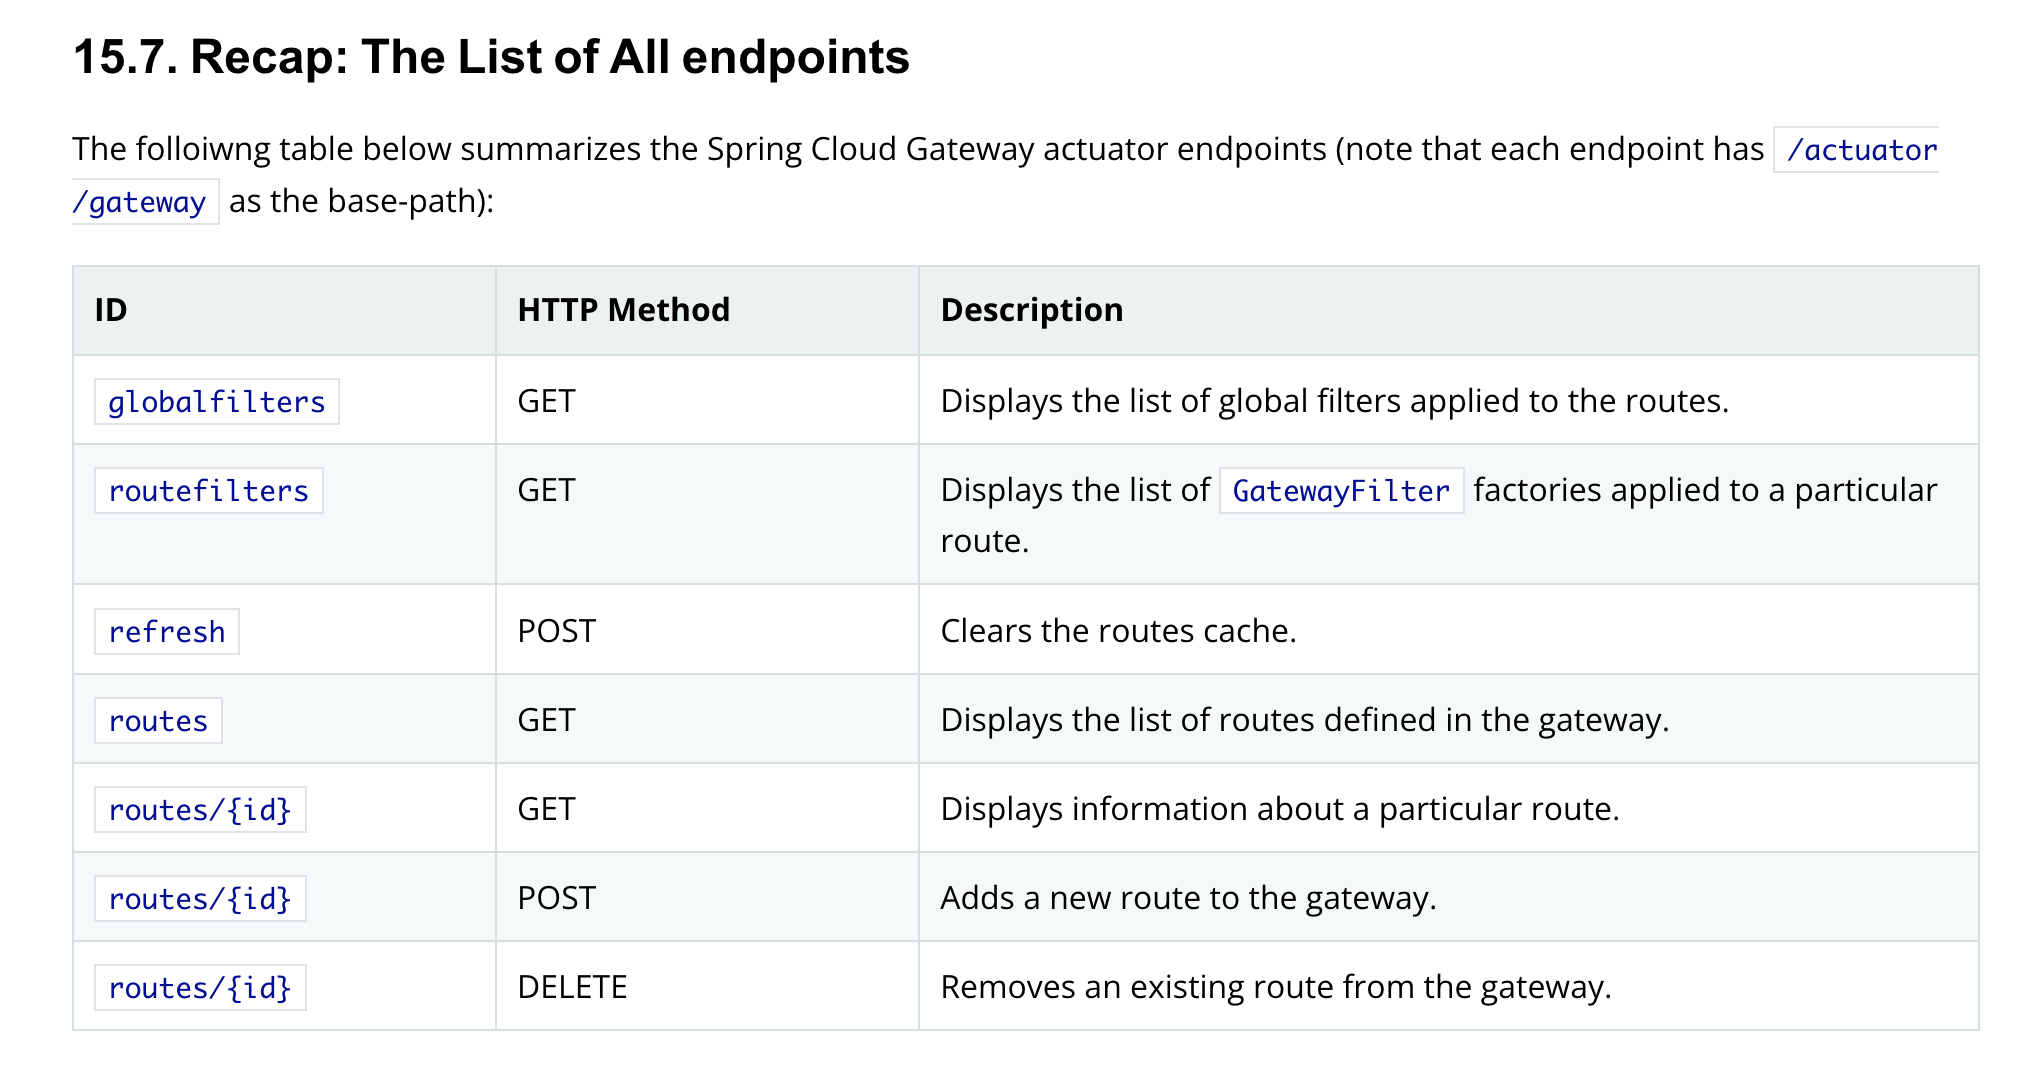 15.7. Recap: The List of All endpoints
The folloiwng table below summarizes the Spring Cloud Gateway actuator endpoints (note that each endpoint has /actuator
/gateway as the base-path):
ID HTTP Method Description
globalfilters GET Displays the list of global filters applied to the routes.
routefilters GET Displays the list of GatewayFilter factories applied to a particular
route.
refresh POST Clears the routes cache.
routes GET Displays the list of routes defined in the gateway.
routes/{id} GET Displays information about a particular route.
routes/{id} POST Adds a new route to the gateway.
routes/{id} DELETE Removes an existing route from the gateway.